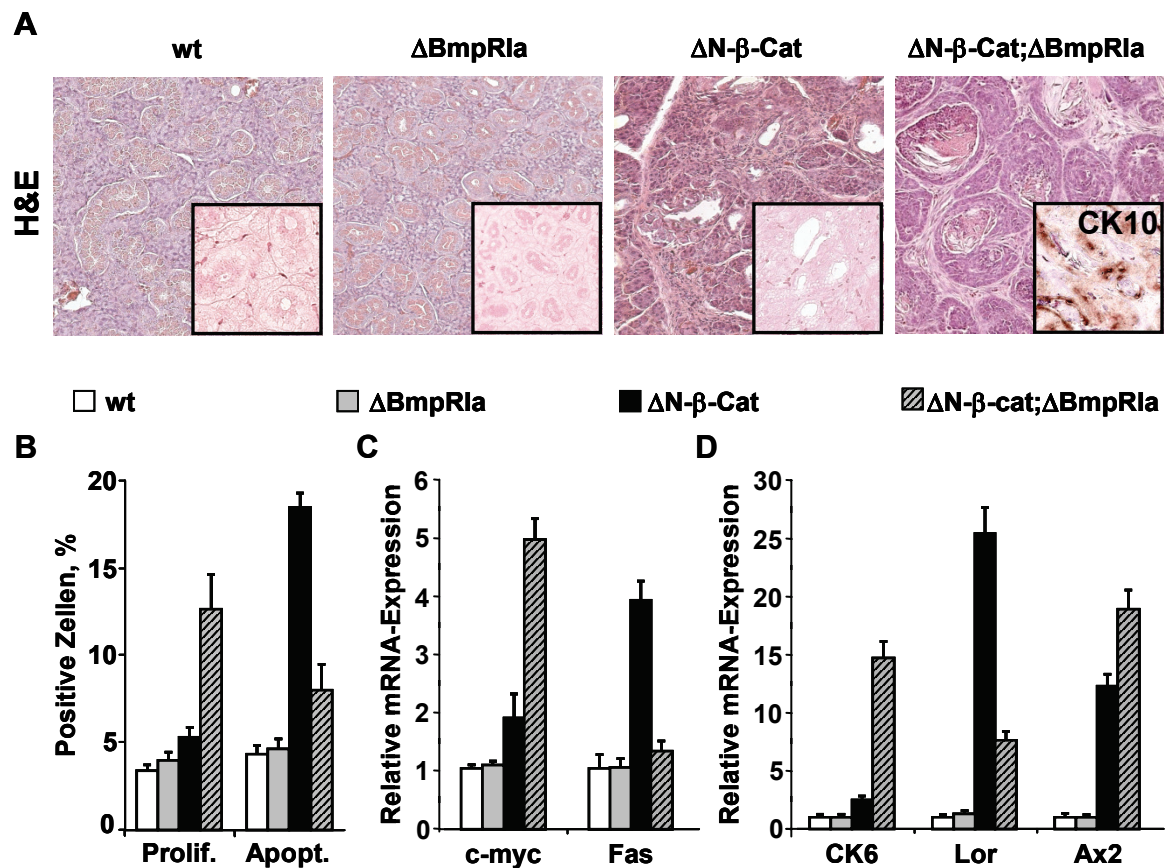 A
wt
ΔBmpRIa
ΔN-β-Cat
ΔN-β-Cat;ΔBmpRIa
H&E
CK10
wt
ΔBmpRIa
ΔN-β-Cat
ΔN-β-cat;ΔBmpRIa
B
Positive Zellen, %
20
15
10
5
0
Prolif.
Apopt.
C
Relative mRNA-Expression
6
5
4
3
2
1
0
c-myc
Fas
D
Relative mRNA-Expression
30
25
20
15
10
5
0
CK6
Lor
Ax2